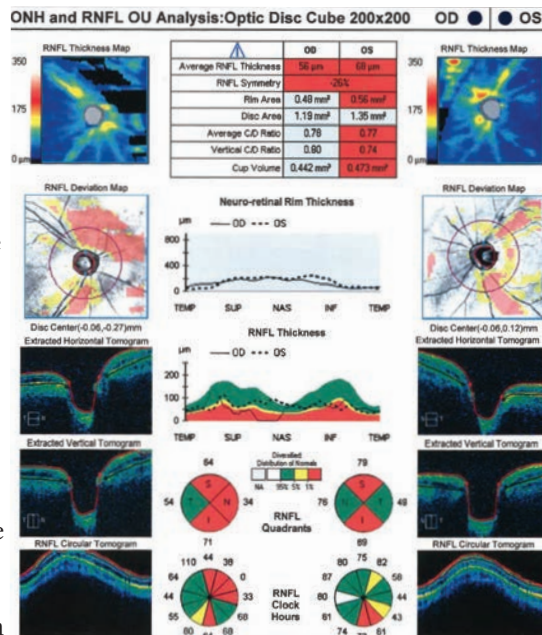 ONH and RNFL OU Analysis:Optic Disc Cube 200x200 OD OS
RNFL Thickness Map
350
175
0 µm
OD OS
Average RNFL Thickness 56 µm 68 µm
RNFL Symmetry -26%
Rim Area 0.48 mm² 0.56 mm²
Disc Area 1.19 mm² 1.35 mm²
Average C/D Ratio 0.78 0.77
Vertical C/D Ratio 0.80 0.74
Cup Volume 0.442 mm³ 0.473 mm³
RNFL Thickness Map
350
175
0 µm
RNFL Deviation Map
Neuro-retinal Rim Thickness
µm OD OS
800
400
0
TEMP SUP NAS INF TEMP
RNFL Deviation Map
Disc Center(-0.06,-0.27)mm
Extracted Horizontal Tomogram
RNFL Thickness
µm OD OS
200
100
0
TEMP SUP NAS INF TEMP
Disc Center(-0.06,0.12)mm
Extracted Horizontal Tomogram
Extracted Vertical Tomogram
Diversified:
Distribution of Normals
NA 95% 5% 1%
64
54 S T N I 34
71
RNFL
Quadrants
79
76 S N T I 49
89
Extracted Vertical Tomogram
RNFL Circular Tomogram
44
110 38
64 0
44 33
55 68
60 68
RNFL
Clock
Hours
75
80 82
87 58
80 44
61 43
74 61
RNFL Circular Tomogram